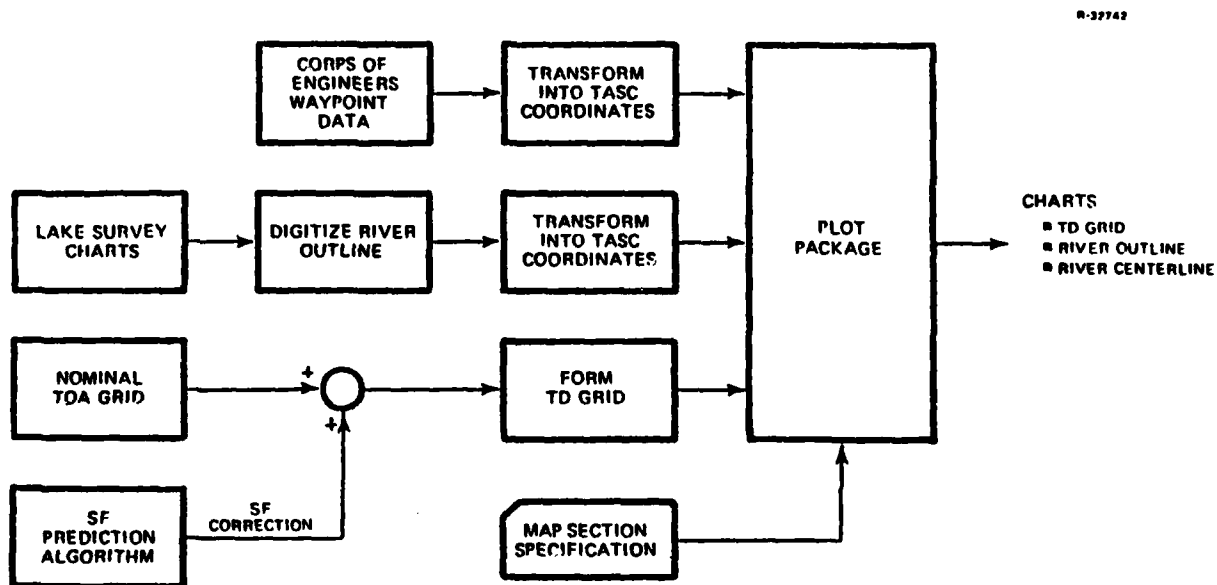 R-32742
CORPS OF
ENGINEERS
WAYPOINT
DATA
TRANSFORM
INTO TASC
COORDINATES
LAKE SURVEY
CHARTS
DIGITIZE RIVER
OUTLINE
TRANSFORM
INTO TASC
COORDINATES
PLOT
PACKAGE
CHARTS
■ TD GRID
■ RIVER OUTLINE
■ RIVER CENTERLINE
NOMINAL
TOA GRID
+
+
FORM
TD GRID
SF
PREDICTION
ALGORITHM
SF
CORRECTION
MAP SECTION
SPECIFICATION